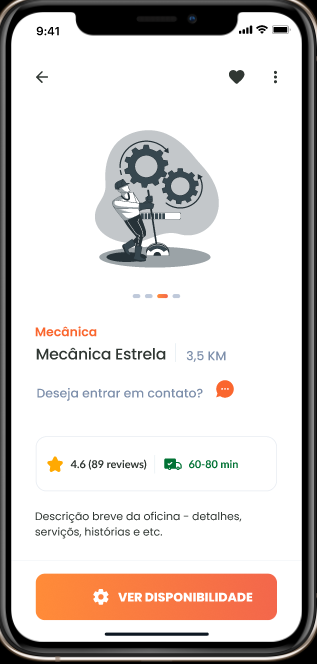 9:41
Mecânica
Mecânica Estrela 3,5 KM
Deseja entrar em contato?
4.6 (89 reviews) 60-80 min
Descrição breve da oficina - detalhes,
serviçõs, histórias e etc.
VER DISPONIBILIDADE